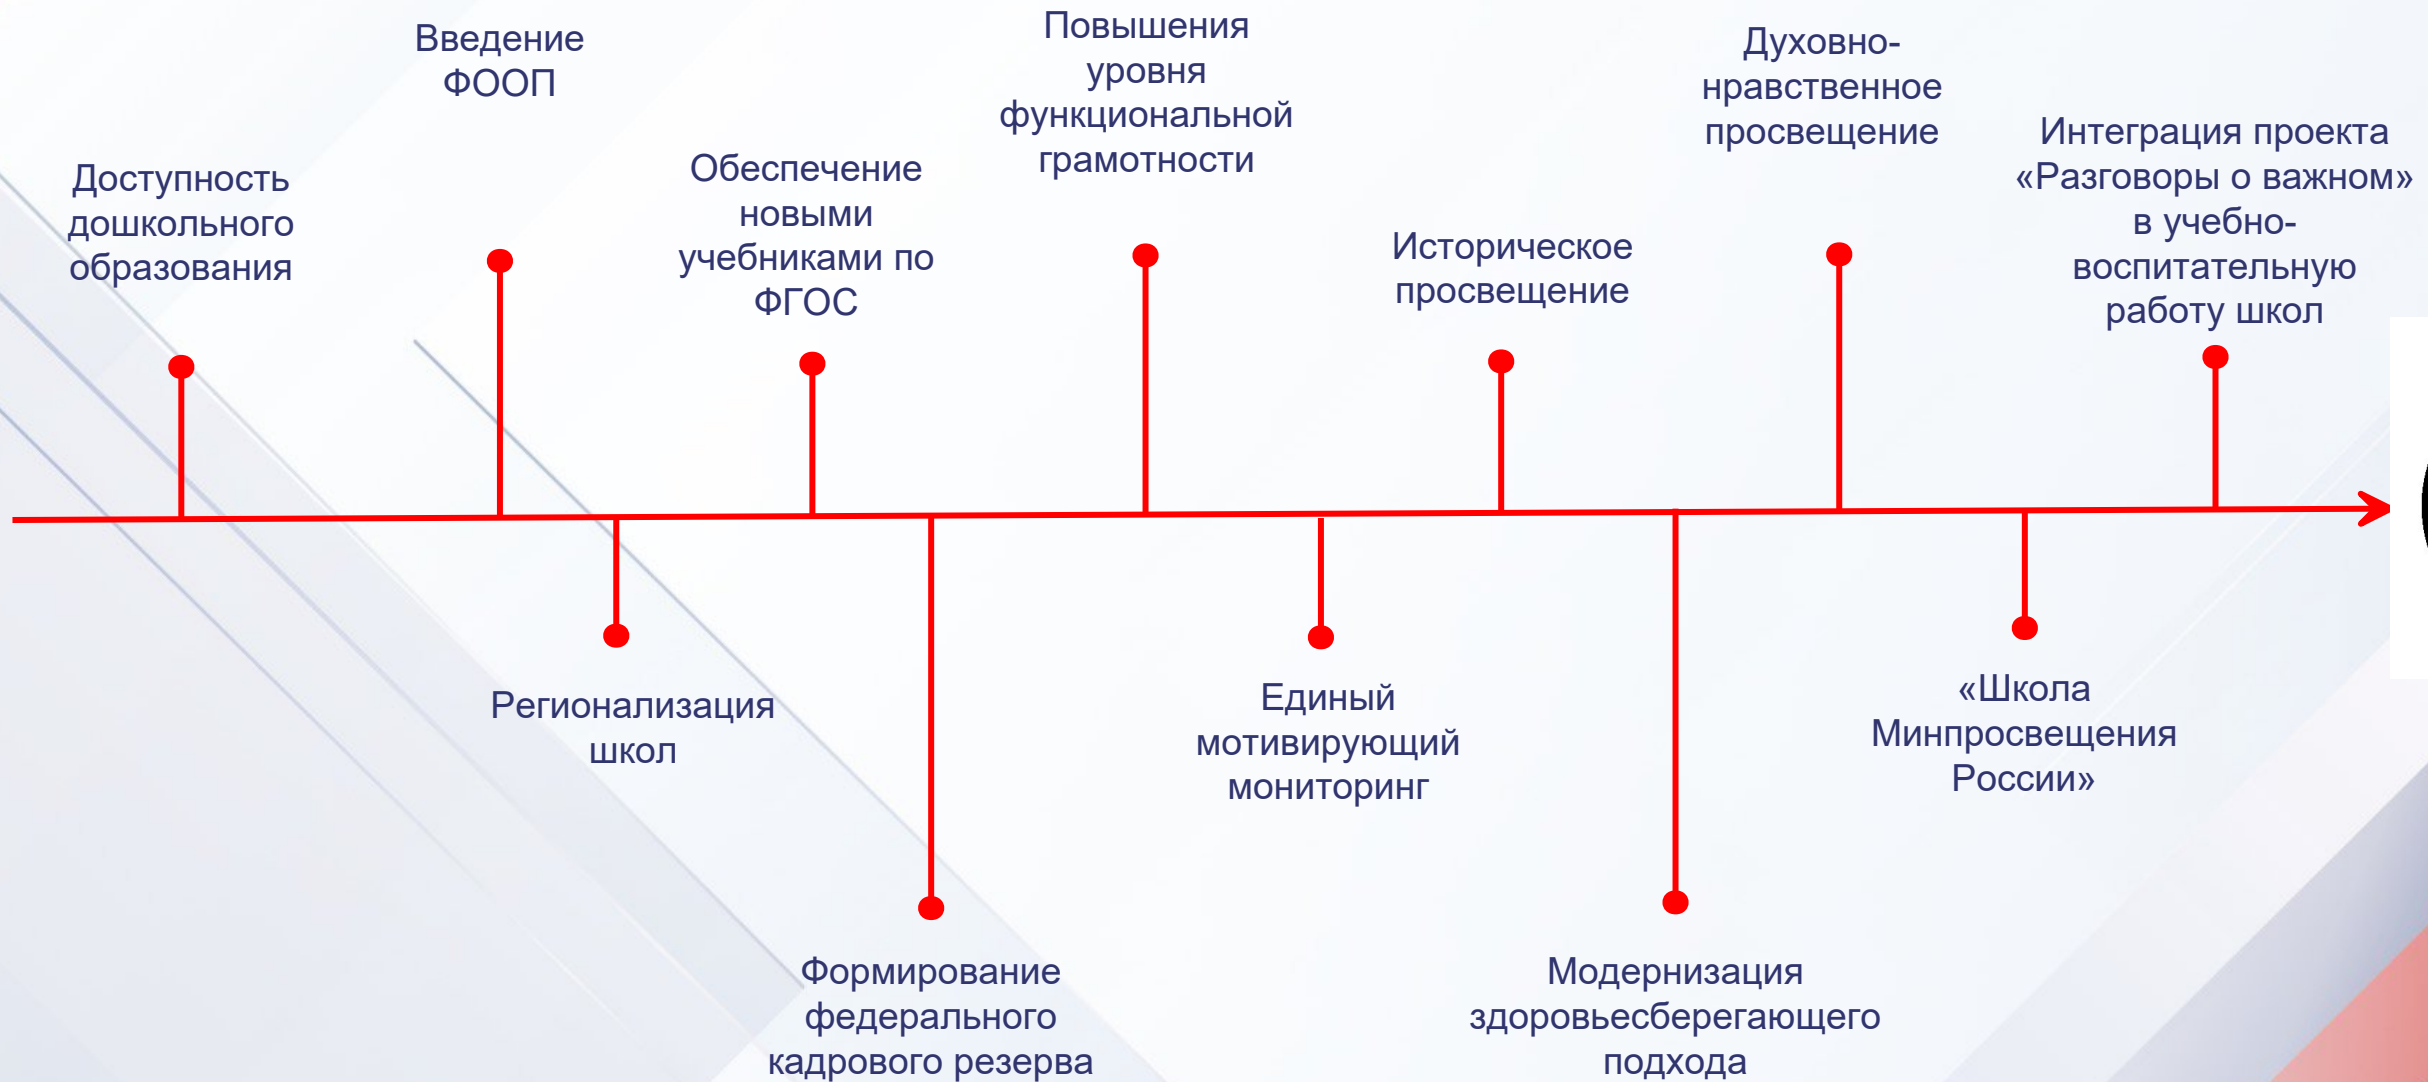 Доступность
дошкольного
образования
Введение
ФООП
Обеспечение
новыми
учебниками по
ФГОС
Повышения
уровня
функциональной
грамотности
Историческое
просвещение
Духовно-
нравственное
просвещение
Интеграция проекта
«Разговоры о важном»
в учебно-
воспитательную
работу школ
Регионализация
школ
Формирование
федерального
кадрового резерва
Единый
мотивирующий
мониторинг
Модернизация
здоровьесберегающего
подхода
«Школа
Минпросвещения
России»